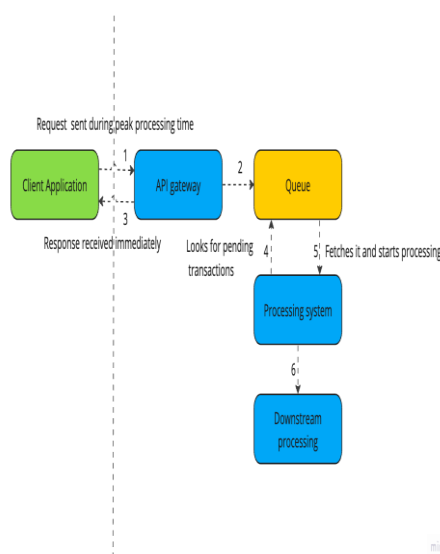 Request sent during peak processing time
1
2
Client Application
API gateway
Queue
3
Response received immediately
Looks for pending
transactions
4
5
Fetches it and starts processing
Processing system
6
Downstream
processing